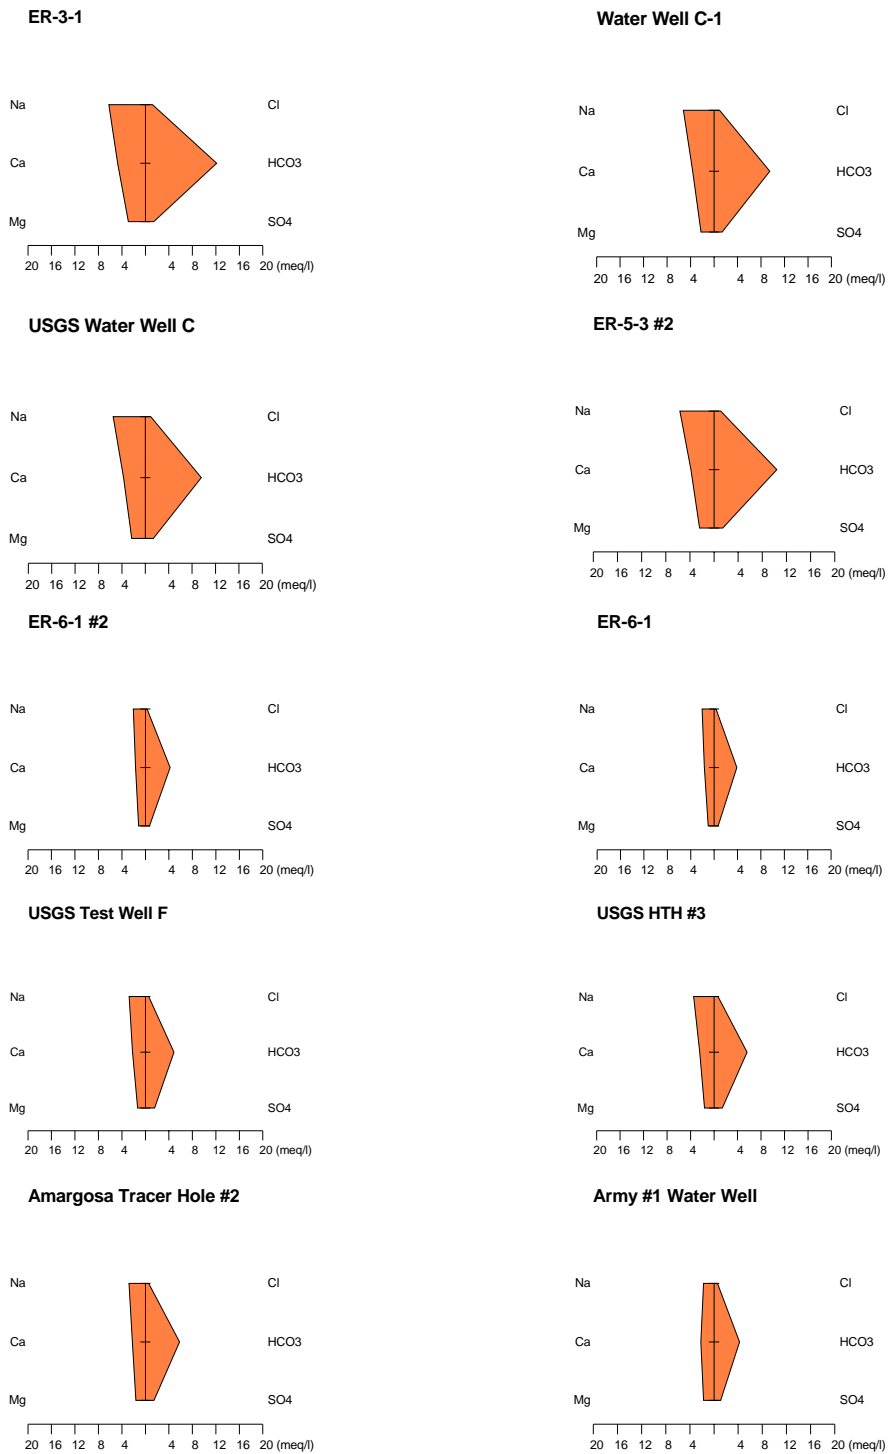 ER-3-1
Na Cl
Ca HCO3
Mg SO4
20 16 12 8 4 4 8 12 16 20 (meq/l)
Water Well C-1
Na Cl
Ca HCO3
Mg SO4
20 16 12 8 4 4 8 12 16 20 (meq/l)
USGS Water Well C
Na Cl
Ca HCO3
Mg SO4
20 16 12 8 4 4 8 12 16 20 (meq/l)
ER-5-3 #2
Na Cl
Ca HCO3
Mg SO4
20 16 12 8 4 4 8 12 16 20 (meq/l)
ER-6-1 #2
Na Cl
Ca HCO3
Mg SO4
20 16 12 8 4 4 8 12 16 20 (meq/l)
ER-6-1
Na Cl
Ca HCO3
Mg SO4
20 16 12 8 4 4 8 12 16 20 (meq/l)
USGS Test Well F
Na Cl
Ca HCO3
Mg SO4
20 16 12 8 4 4 8 12 16 20 (meq/l)
USGS HTH #3
Na Cl
Ca HCO3
Mg SO4
20 16 12 8 4 4 8 12 16 20 (meq/l)
Amargosa Tracer Hole #2
Na Cl
Ca HCO3
Mg SO4
20 16 12 8 4 4 8 12 16 20 (meq/l)
Army #1 Water Well
Na Cl
Ca HCO3
Mg SO4
20 16 12 8 4 4 8 12 16 20 (meq/l)